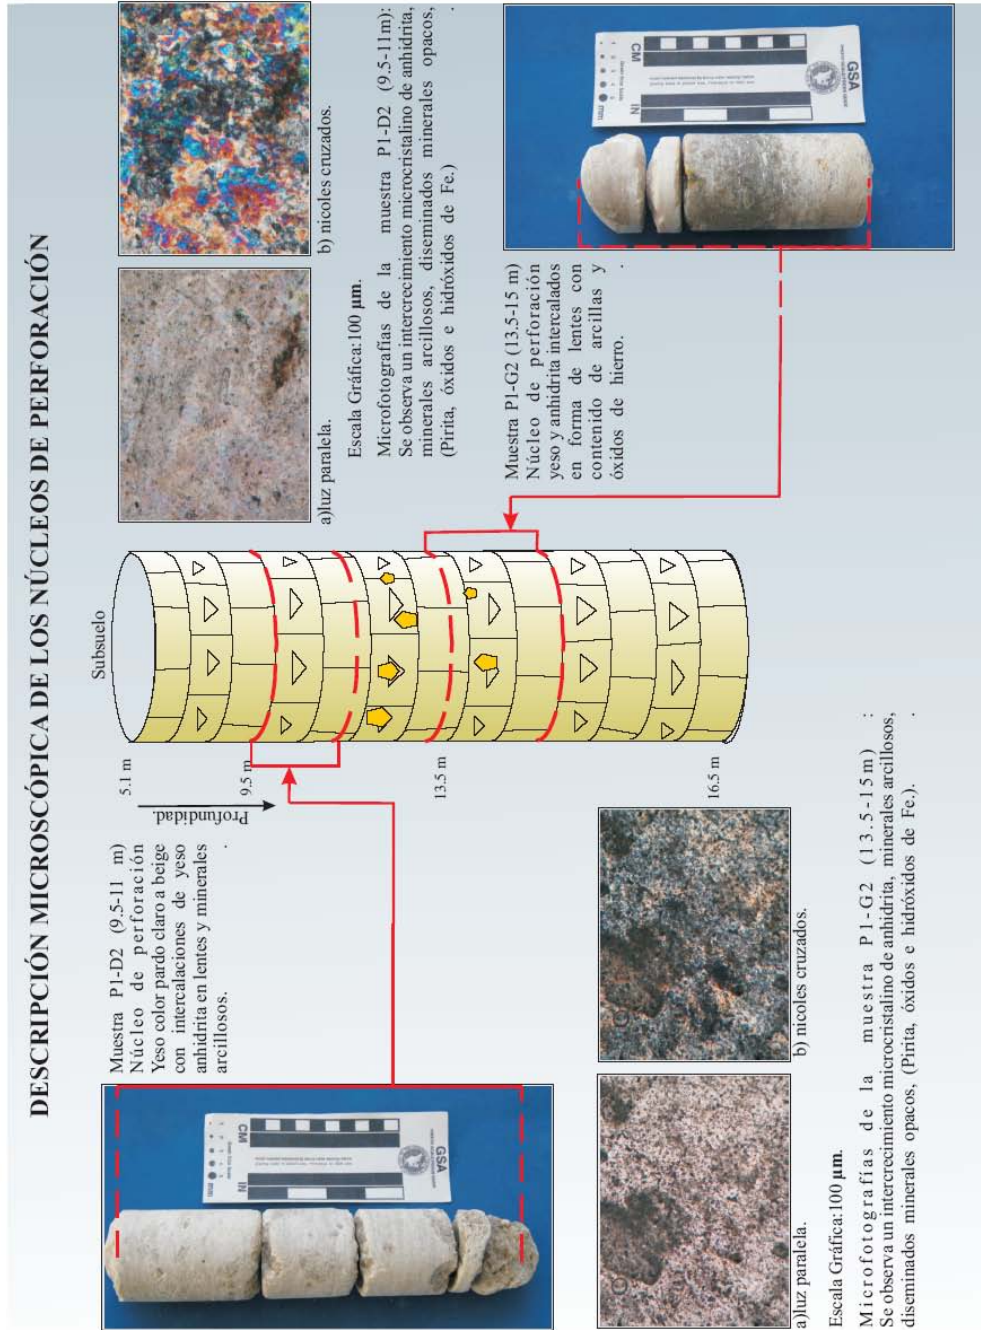 DESCRIPCIÓN MICROSCÓPICA DE LOS NÚCLEOS DE PERFORACIÓN
Muestra P1-D2 (9.5-11 m)
Núcleo de perforación
Yeso color pardo claro a beige
con intercalaciones de yeso
anhidrita en lentes y minerales
arcillosos. .
IN
CM
mm
GSA
Profundidad.
Subsuelo
5.1 m
9.5 m
13.5 m
16.5 m
a)luz paralela.
b) nicoles cruzados.
Escala Gráfica:100 µm.
Microfotografías de la muestra P1-D2 (9.5-11m):
Se observa un intercrecimiento microcristalino de anhidrita,
minerales arcillosos, diseminados minerales opacos,
(Pirita, óxidos e hidróxidos de Fe.) .
Muestra P1-G2 (13.5-15 m)
Núcleo de perforación
yeso y anhidrita intercalados
en forma de lentes con
contenido de arcillas y
óxidos de hierro. .
IN
CM
mm
GSA
a)luz paralela.
b) nicoles cruzados.
Escala Gráfica:100 µm.
Microfotografías de la muestra P1-G2 (13.5-15m) :
Se observa un intercrecimiento microcristalino de anhidrita, minerales arcillosos,
diseminados minerales opacos, (Pirita, óxidos e hidróxidos de Fe.). .